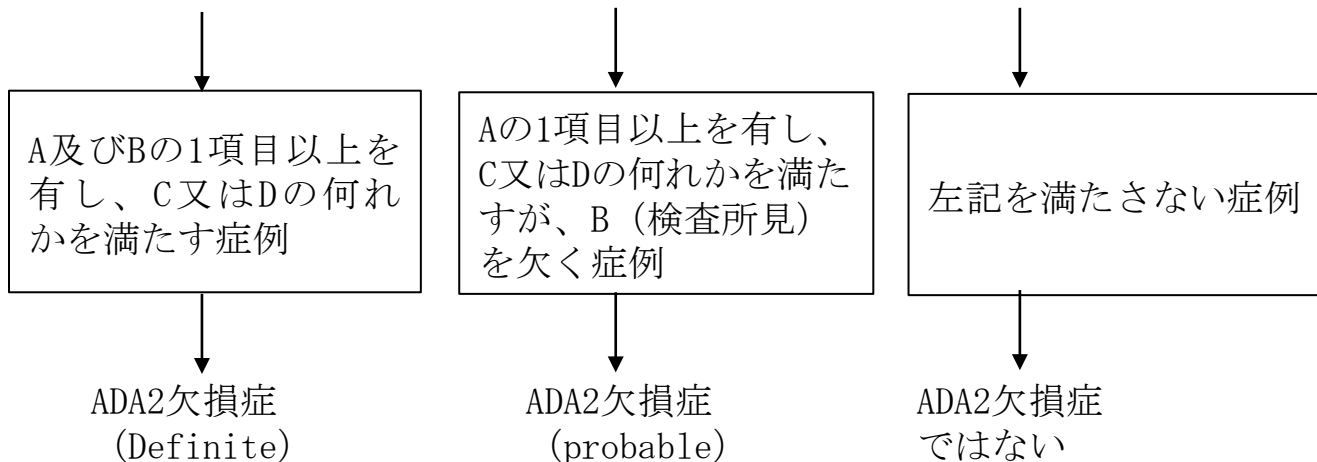 A及びBの1項目以上を
有し、C又はDの何れ
かを満たす症例
Aの1項目以上を有し、
C又はDの何れかを満た
すが、B（検査所見）
を欠く症例
左記を満たさない症例
ADA2欠損症
（Definite）
ADA2欠損症
（probable）
ADA2欠損症
ではない